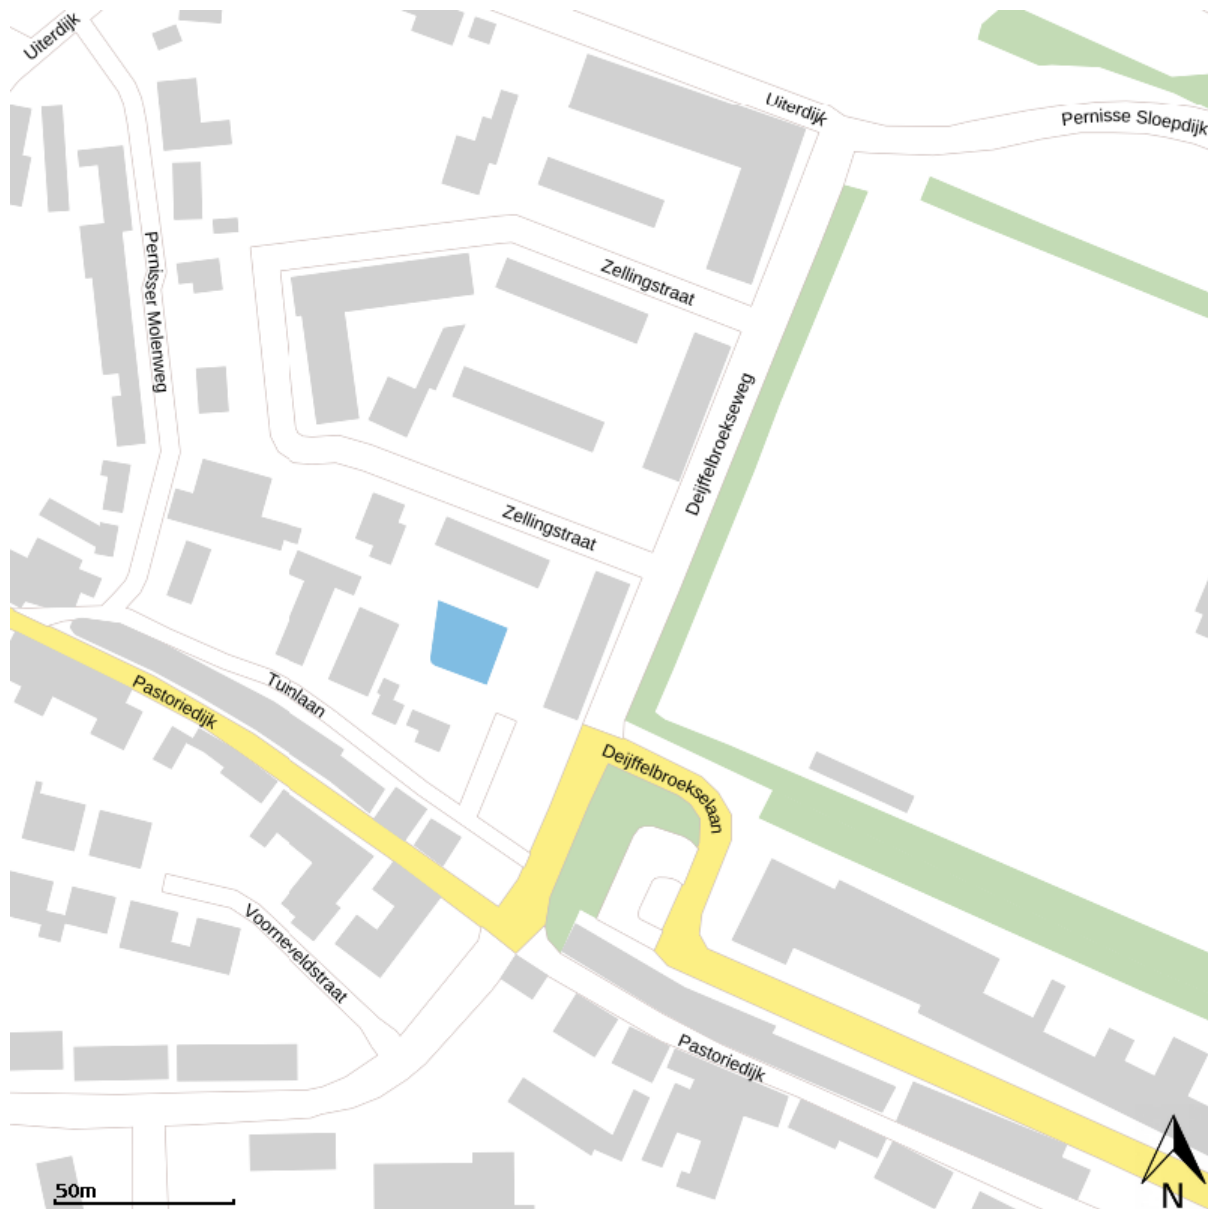 Uiterdijk
Uiterdijk
Pernisse Sloepdijk
Pernisser Molenweg
Zellingstraat
Deijffelbroekseweg
Zellingstraat
Tuinlaan
Pastoriedijk
Deijffelbroekselaan
Voorneveldstraat
Pastoriedijk
50m
N